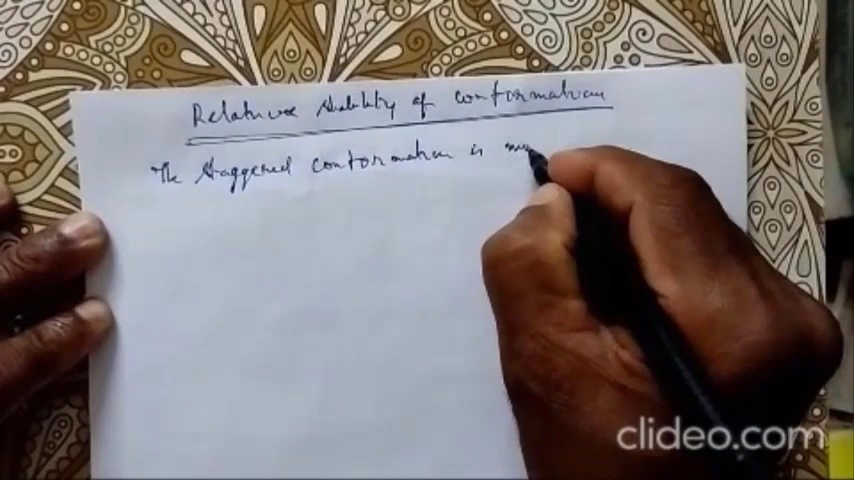 Relative stability of conformation
The staggered conformation is
clideo.com